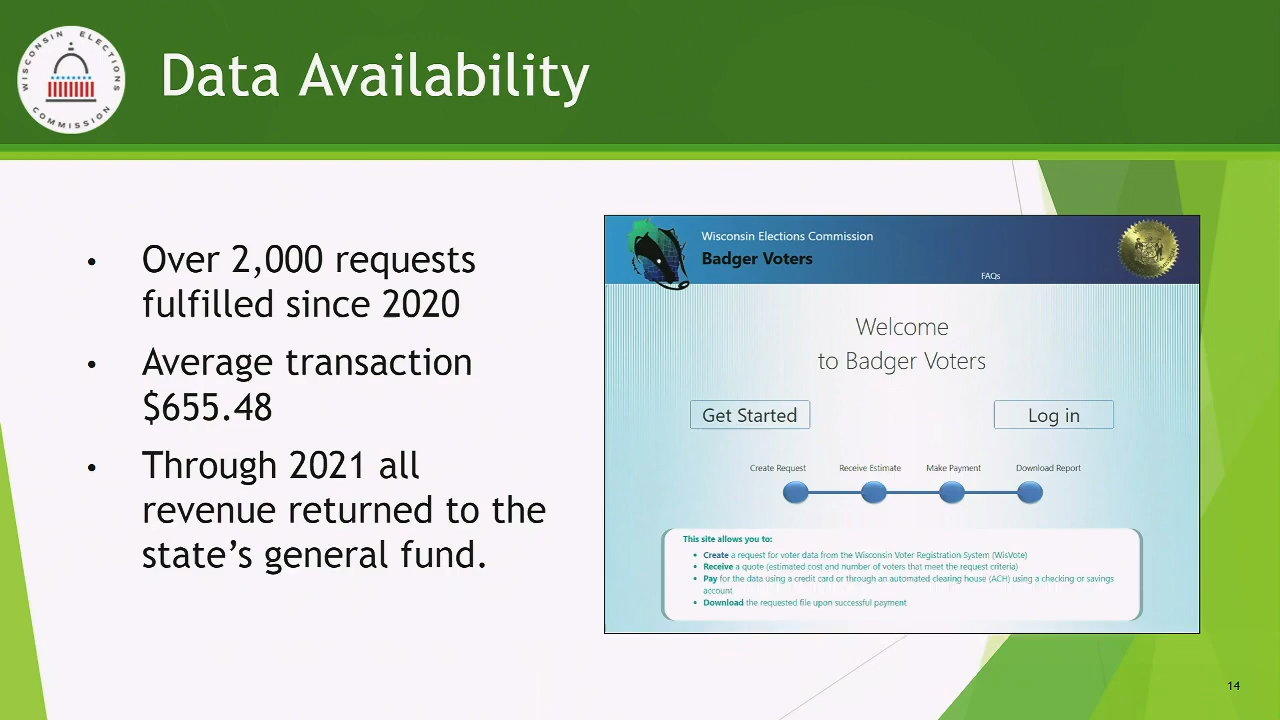 WISCONSIN ELECTIONS COMMISSION
Data Availability
• Over 2,000 requests
fulfilled since 2020
• Average transaction
$655.48
• Through 2021 all
revenue returned to the
state’s general fund.
Wisconsin Elections Commission
Badger Voters
FAQs
Welcome
to Badger Voters
Get Started
Log in
Create Request
Receive Estimate
Make Payment
Download Report
This site allows you to:
• Create a request for voter data from the Wisconsin Voter Registration System (WisVote)
• Receive a quote (estimated cost and number of voters that meet the request criteria)
• Pay for the data using a credit card or through an automated clearing house (ACH) using a checking or savings
account
• Download the requested file upon successful payment
14